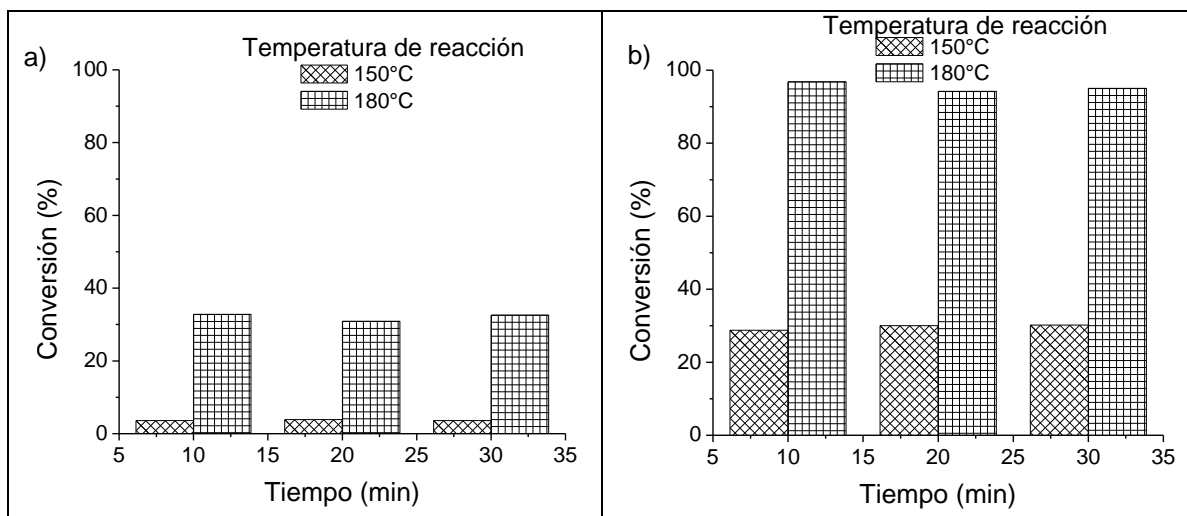 a)
Temperatura de reacción
150°C
180°C
100
80
60
40
20
0
Conversión (%)
5 10 15 20 25 30 35
Tiempo (min)
b)
Temperatura de reacción
150°C
180°C
100
80
60
40
20
0
Conversión (%)
5 10 15 20 25 30 35
Tiempo (min)